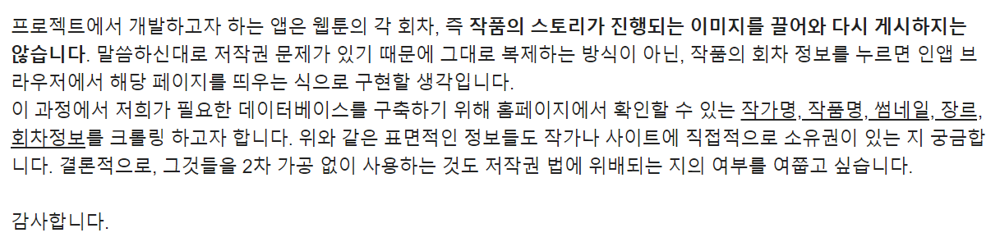 프로젝트에서 개발하고자 하는 앱은 웹툰의 각 회차, 즉 작품의 스토리가 진행되는 이미지를 끌어와 다시 게시하지는
않습니다. 말씀하신대로 저작권 문제가 있기 때문에 그대로 복제하는 방식이 아닌, 작품의 회차 정보를 누르면 인앱 브
라우저에서 해당 페이지를 띄우는 식으로 구현할 생각입니다.
이 과정에서 저희가 필요한 데이터베이스를 구축하기 위해 홈페이지에서 확인할 수 있는 작가명, 작품명, 썸네일, 장르,
회차정보를 크롤링 하고자 합니다. 위와 같은 표면적인 정보들도 작가나 사이트에 직접적으로 소유권이 있는 지 궁금합
니다. 결론적으로, 그것들을 2차 가공 없이 사용하는 것도 저작권 법에 위배되는 지의 여부를 여쭙고 싶습니다.
감사합니다.